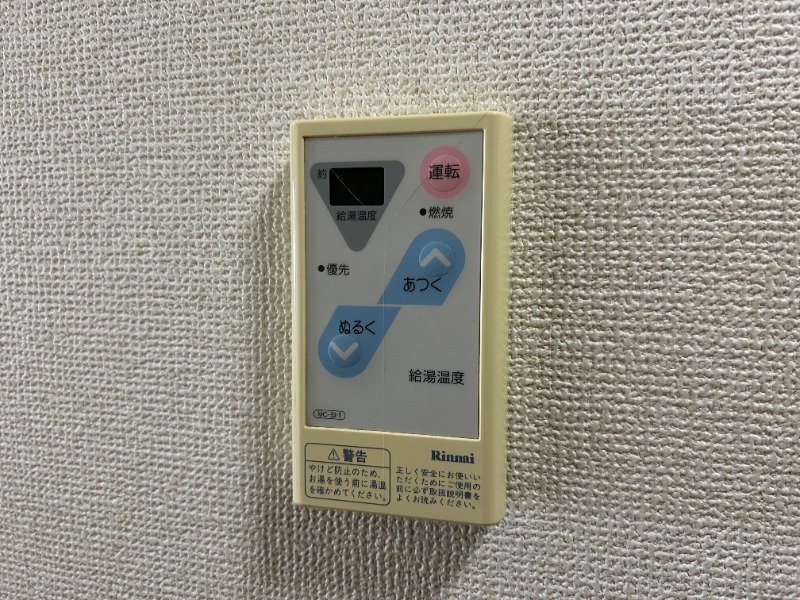 約
運転
給湯温度
燃焼
優先
あつく
ぬるく
給湯温度
⚠警告
やけど防止のため、
お湯を使う前に湯温
を確かめてください。
Rinnai
正しく安全にお使いい
ただくためにご使用の
前に必ず取扱説明書を
よくお読みください。